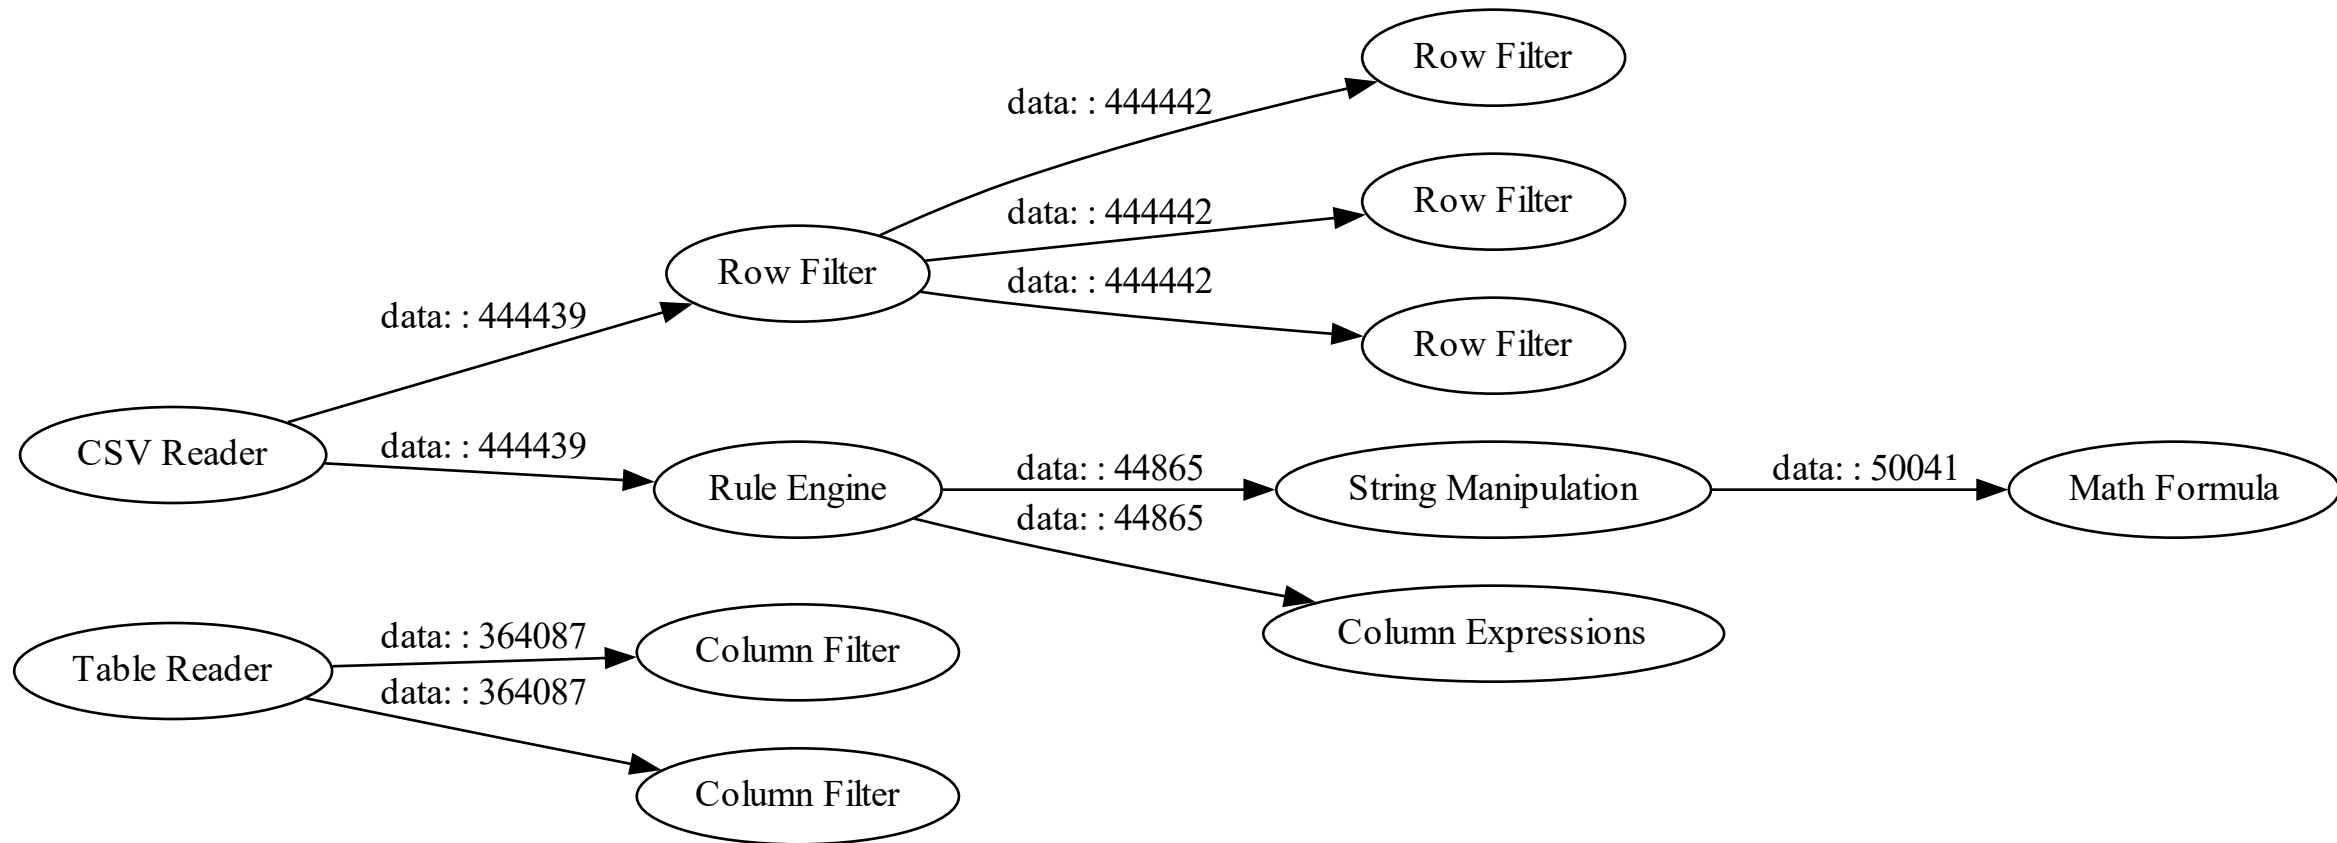 Row Filter
data: : 444442
Row Filter
data: : 444442
Row Filter
data: : 444442
data: : 444439
Row Filter
CSV Reader
data: : 444439
Rule Engine
data: : 44865
String Manipulation
data: : 50041
Math Formula
data: : 44865
Column Expressions
Table Reader
data: : 364087
Column Filter
data: : 364087
Column Filter